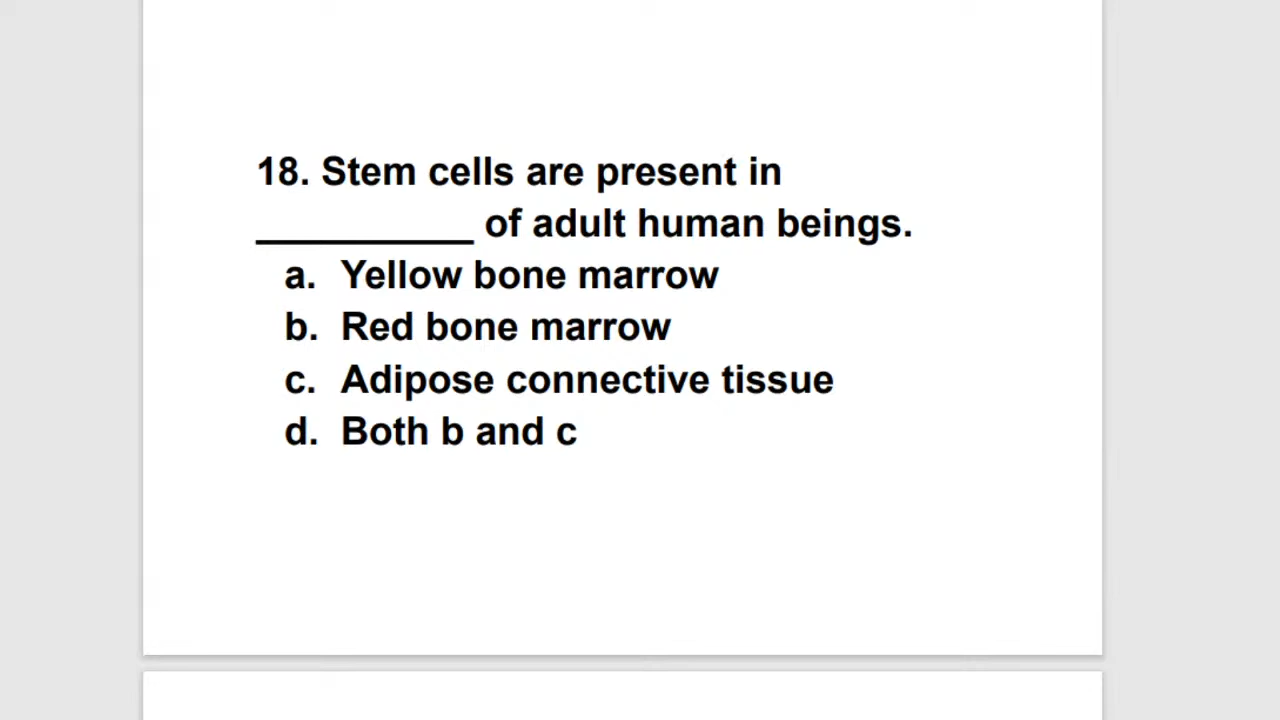 18. Stem cells are present in
__________ of adult human beings.
a. Yellow bone marrow
b. Red bone marrow
c. Adipose connective tissue
d. Both b and c